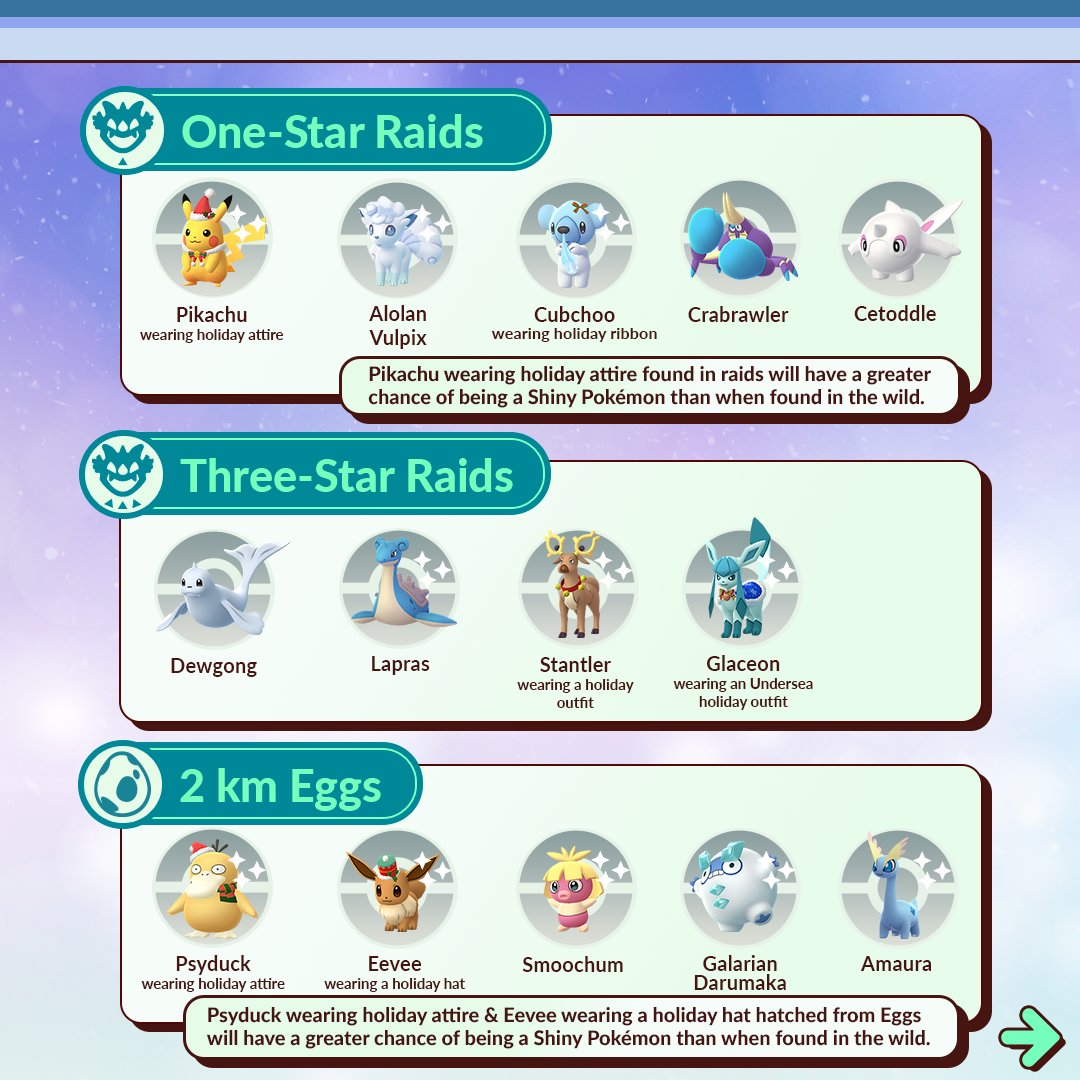 One-Star Raids
Pikachu
wearing holiday attire
Alolan
Vulpix
Cubchoo
wearing holiday ribbon
Crabrawler
Cetoddle
Pikachu wearing holiday attire found in raids will have a greater
chance of being a Shiny Pokémon than when found in the wild.
Three-Star Raids
Dewgong
Lapras
Stantler
wearing a holiday
outfit
Glaceon
wearing an Undersea
holiday outfit
2 km Eggs
Psyduck
wearing holiday attire
Eevee
wearing a holiday hat
Smoochum
Galarian
Darumaka
Amaura
Psyduck wearing holiday attire & Eevee wearing a holiday hat hatched from Eggs
will have a greater chance of being a Shiny Pokémon than when found in the wild.